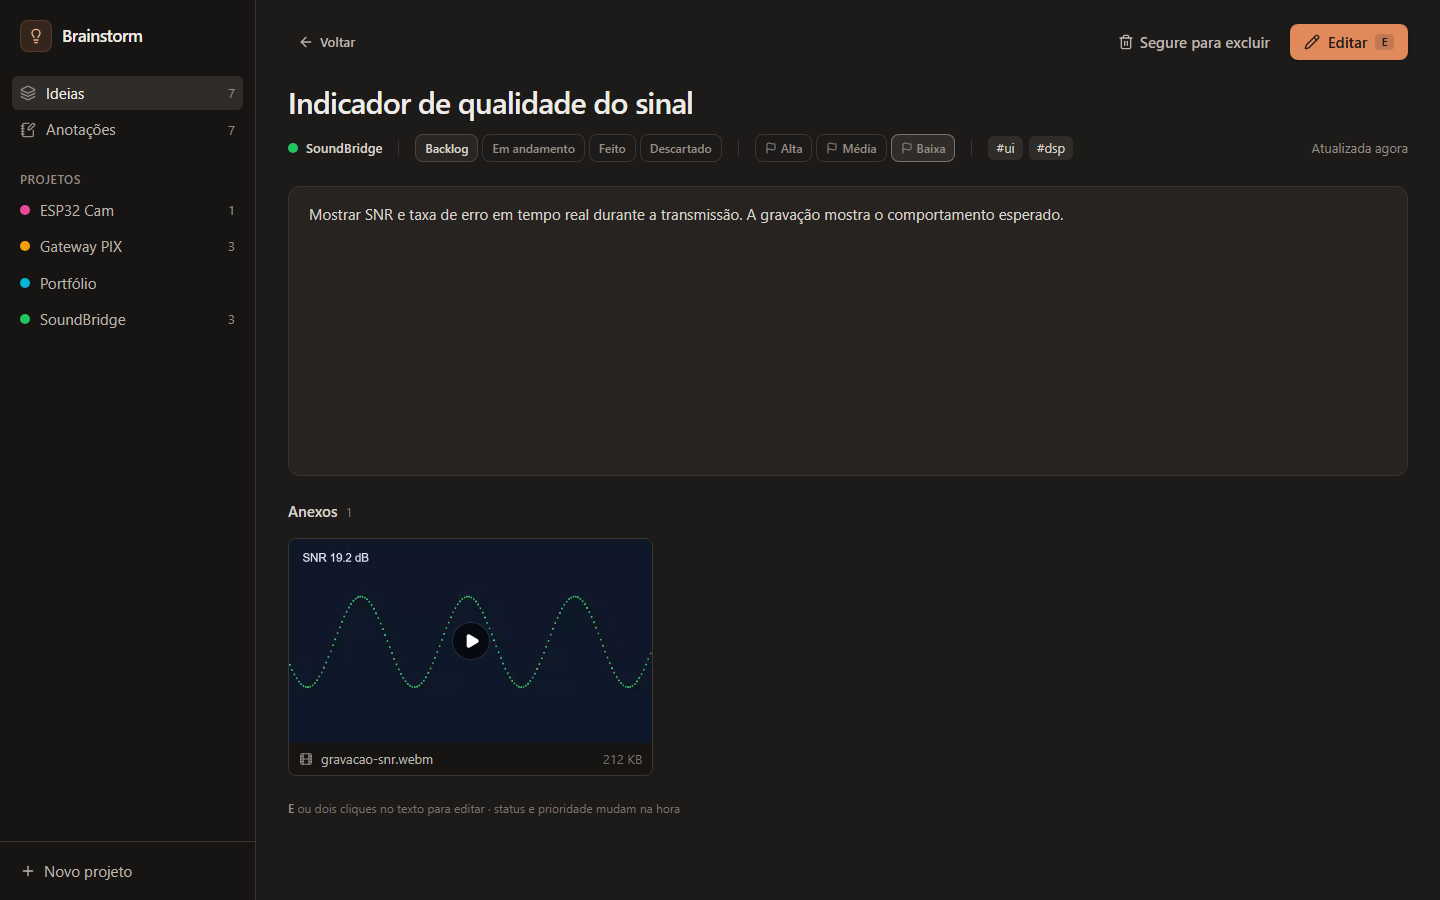 Brainstorm
Ideias 7
Anotações 7
PROJETOS
ESP32 Cam 1
Gateway PIX 3
Portfólio
SoundBridge 3
Novo projeto
Voltar
Segure para excluir
Editar E
Indicador de qualidade do sinal
SoundBridge Backlog Em andamento Feito Descartado Alta Média Baixa #ui #dsp Atualizada agora
Mostrar SNR e taxa de erro em tempo real durante a transmissão. A gravação mostra o comportamento esperado.
Anexos 1
SNR 19.2 dB
gravacao-snr.webm 212 KB
E ou dois cliques no texto para editar · status e prioridade mudam na hora